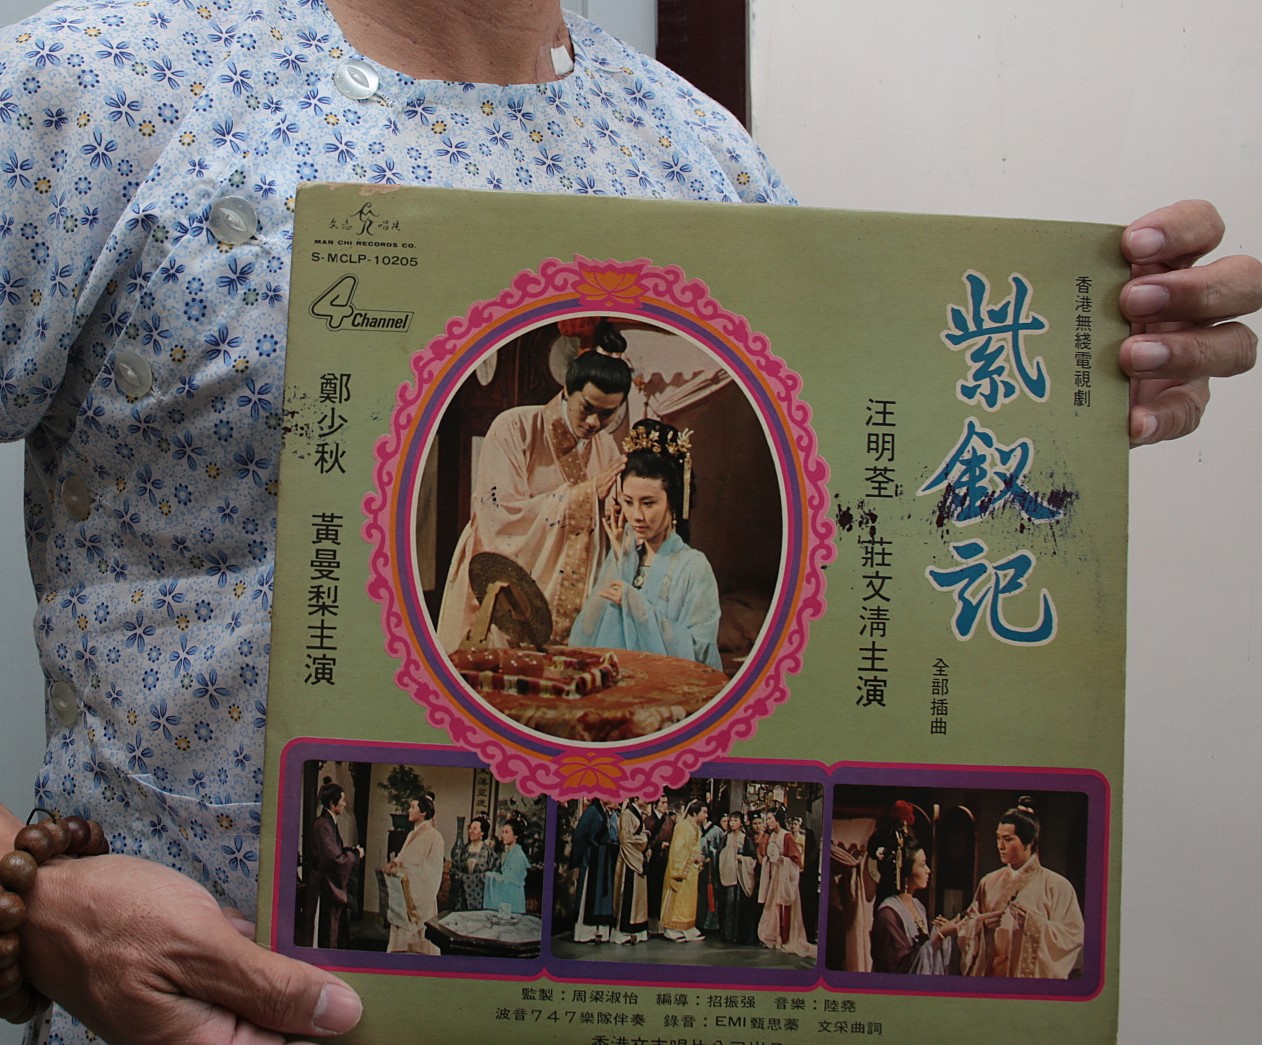 文志唱片
MAN CHI RECORDS CO.
S-MCLP-10205
4 Channel
香港無綫電視劇
紫釵記
全部插曲
汪明荃 莊文清主演
鄭少秋 黃曼梨主演
監製：周梁淑怡 編導：招振强 音樂：陸堯
波音747樂隊伴奏 錄音：EMI甄思藁 文采曲詞